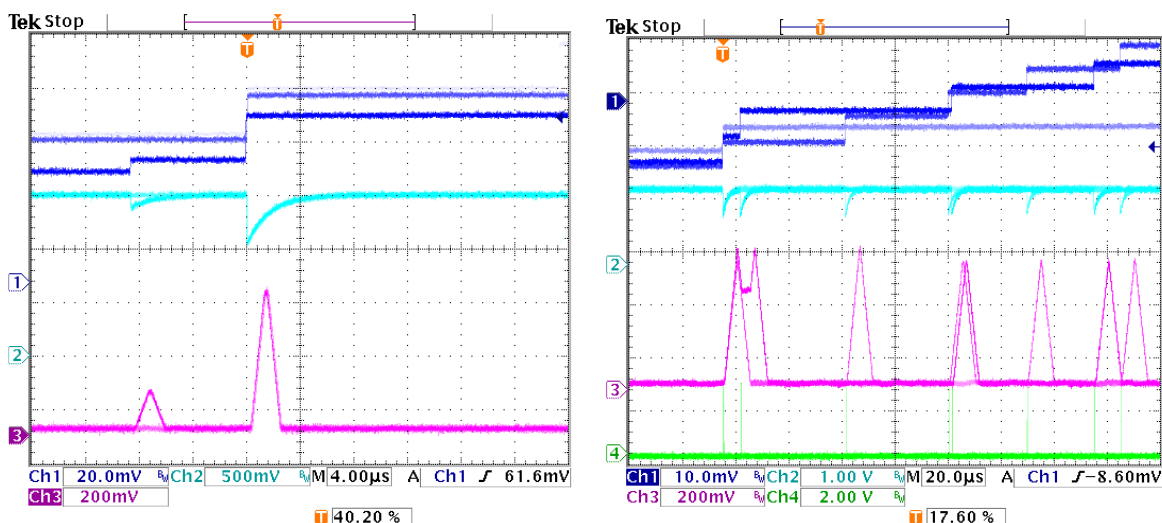 Tek Stop
T
T
1
2
3
Ch1 20.0mV BW Ch2 500mV BW M 4.00µs A Ch1 ʃ 61.6mV
Ch3 200mV
T 40.20 %
Tek Stop
T
T
1
2
3
4
Ch1 10.0mV BW Ch2 1.00 V BW M 20.0µs A Ch1 ʃ -8.60mV
Ch3 200mV BW Ch4 2.00 V BW
T 17.60 %